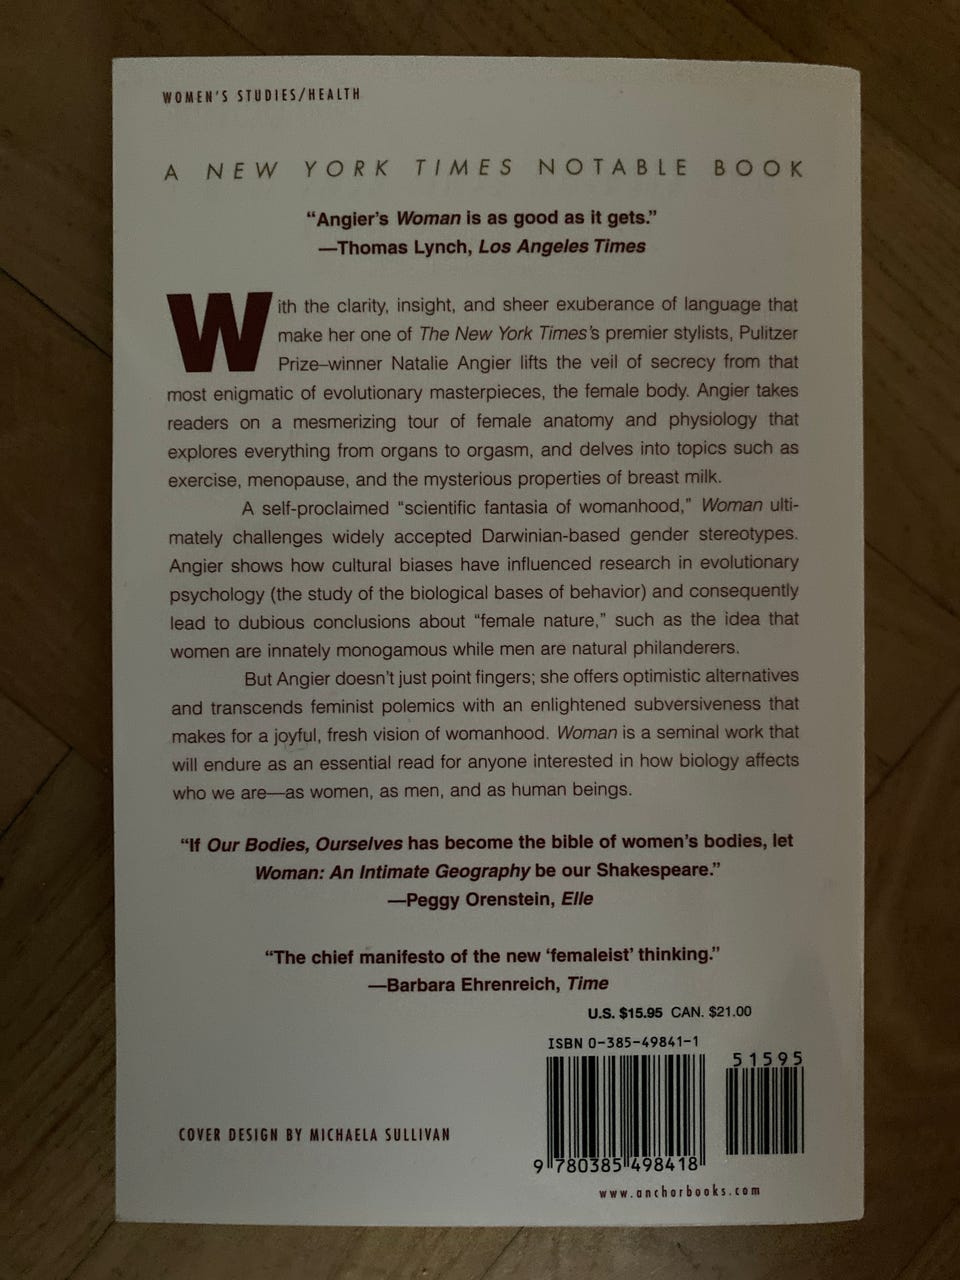 WOMEN'S STUDIES/HEALTH
A NEW YORK TIMES NOTABLE BOOK
“Angier’s Woman is as good as it gets.”
—Thomas Lynch, Los Angeles Times
With the clarity, insight, and sheer exuberance of language that
make her one of The New York Times’s premier stylists, Pulitzer
Prize–winner Natalie Angier lifts the veil of secrecy from that
most enigmatic of evolutionary masterpieces, the female body. Angier takes
readers on a mesmerizing tour of female anatomy and physiology that
explores everything from organs to orgasm, and delves into topics such as
exercise, menopause, and the mysterious properties of breast milk.
A self-proclaimed “scientific fantasia of womanhood,” Woman ulti-
mately challenges widely accepted Darwinian-based gender stereotypes.
Angier shows how cultural biases have influenced research in evolutionary
psychology (the study of the biological bases of behavior) and consequently
lead to dubious conclusions about “female nature,” such as the idea that
women are innately monogamous while men are natural philanderers.
But Angier doesn’t just point fingers; she offers optimistic alternatives
and transcends feminist polemics with an enlightened subversiveness that
makes for a joyful, fresh vision of womanhood. Woman is a seminal work that
will endure as an essential read for anyone interested in how biology affects
who we are—as women, as men, and as human beings.
“If Our Bodies, Ourselves has become the bible of women’s bodies, let
Woman: An Intimate Geography be our Shakespeare.”
—Peggy Orenstein, Elle
“The chief manifesto of the new ‘femaleist’ thinking.”
—Barbara Ehrenreich, Time
U.S. $15.95 CAN. $21.00
ISBN 0-385-49841-1
51595
9 780385 498418
COVER DESIGN BY MICHAELA SULLIVAN
www.anchorbooks.com